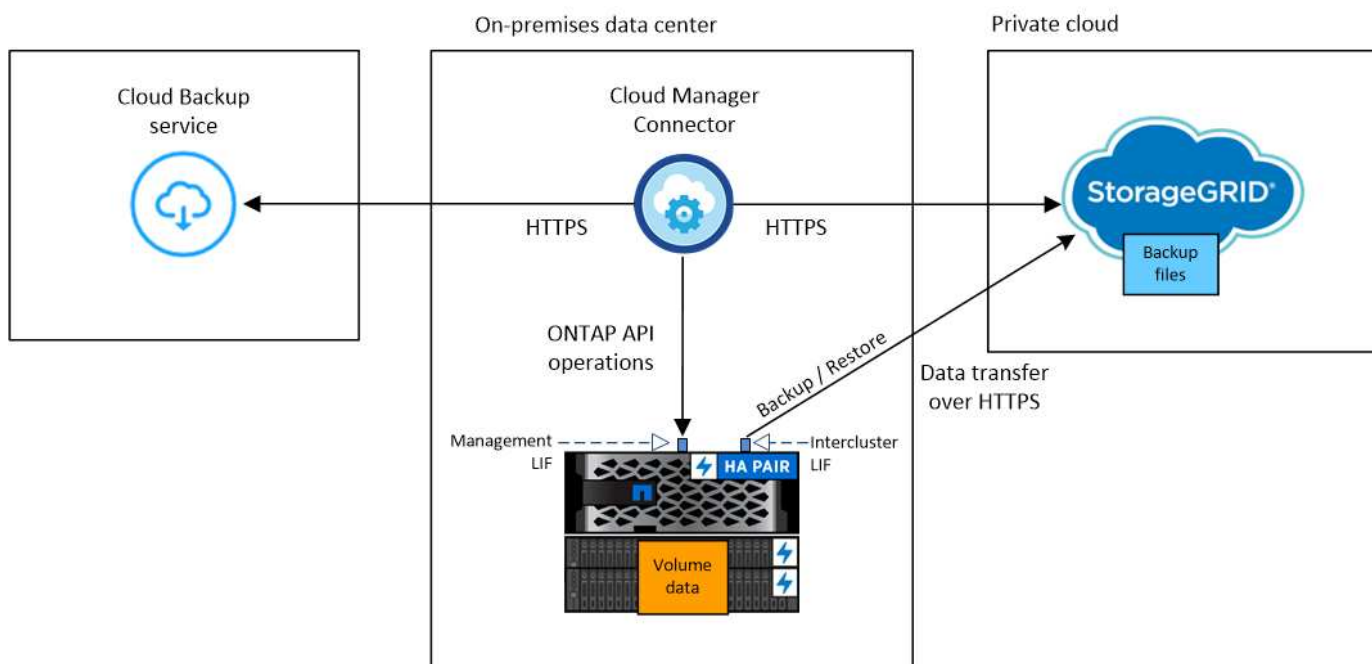 On-premises data center
Private cloud
Cloud Backup
service
Cloud Manager
Connector
StorageGRID®
Backup
files
HTTPS
HTTPS
ONTAP API
operations
Backup / Restore
Data transfer
over HTTPS
Management
LIF
Intercluster
LIF
HA PAIR
Volume
data